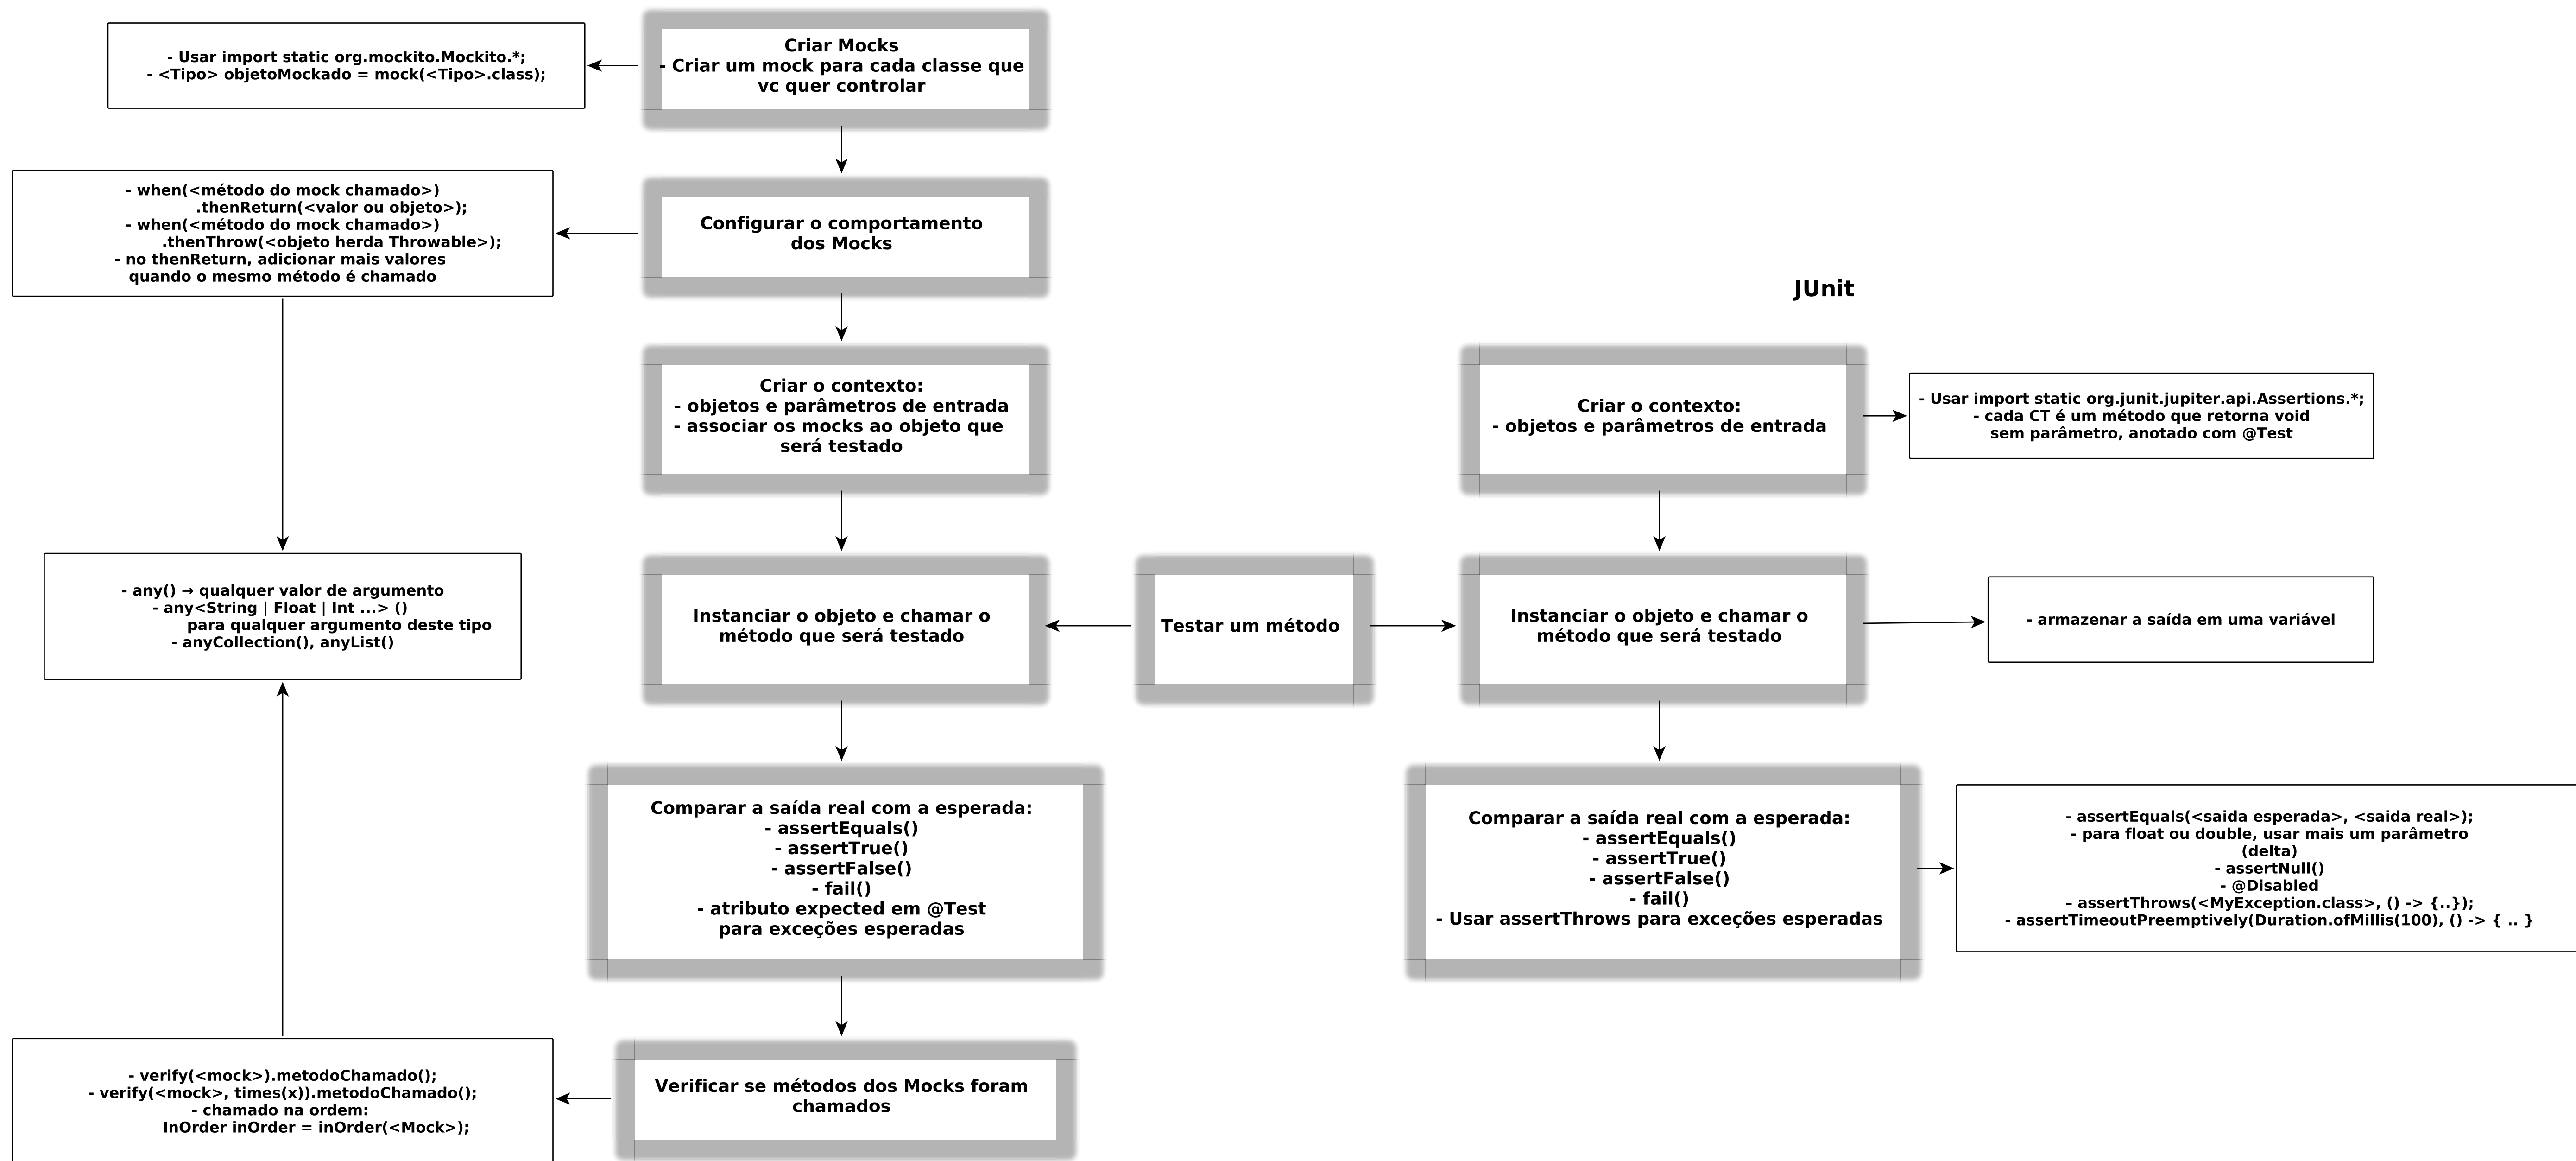 Criar Mocks
- Criar um mock para cada classe que
vc quer controlar
- Usar import static org.mockito.Mockito.*;
- <Tipo> objetoMockado = mock(<Tipo>.class);
Configurar o comportamento
dos Mocks
- when(<método do mock chamado>)
.thenReturn(<valor ou objeto>);
- when(<método do mock chamado>)
.thenThrow(<objeto herda Throwable>);
- no thenReturn, adicionar mais valores
quando o mesmo método é chamado
Criar o contexto:
- objetos e parâmetros de entrada
- associar os mocks ao objeto que
será testado
- any() → qualquer valor de argumento
- any<String | Float | Int ...> ()
para qualquer argumento deste tipo
- anyCollection(), anyList()
Instanciar o objeto e chamar o
método que será testado
Testar um método
Comparar a saída real com a esperada:
- assertEquals()
- assertTrue()
- assertFalse()
- fail()
- atributo expected em @Test
para exceções esperadas
Verificar se métodos dos Mocks foram
chamados
- verify(<mock>).metodoChamado();
- verify(<mock>, times(x)).metodoChamado();
- chamado na ordem:
InOrder inOrder = inOrder(<Mock>);
JUnit
Criar o contexto:
- objetos e parâmetros de entrada
- Usar import static org.junit.jupiter.api.Assertions.*;
- cada CT é um método que retorna void
sem parâmetro, anotado com @Test
Instanciar o objeto e chamar o
método que será testado
- armazenar a saída em uma variável
Comparar a saída real com a esperada:
- assertEquals()
- assertTrue()
- assertFalse()
- fail()
- Usar assertThrows para exceções esperadas
- assertEquals(<saida esperada>, <saida real>);
- para float ou double, usar mais um parâmetro
(delta)
- assertNull()
- @Disabled
– assertThrows(<MyException.class>, () -> {..});
- assertTimeoutPreemptively(Duration.ofMillis(100), () -> { .. }